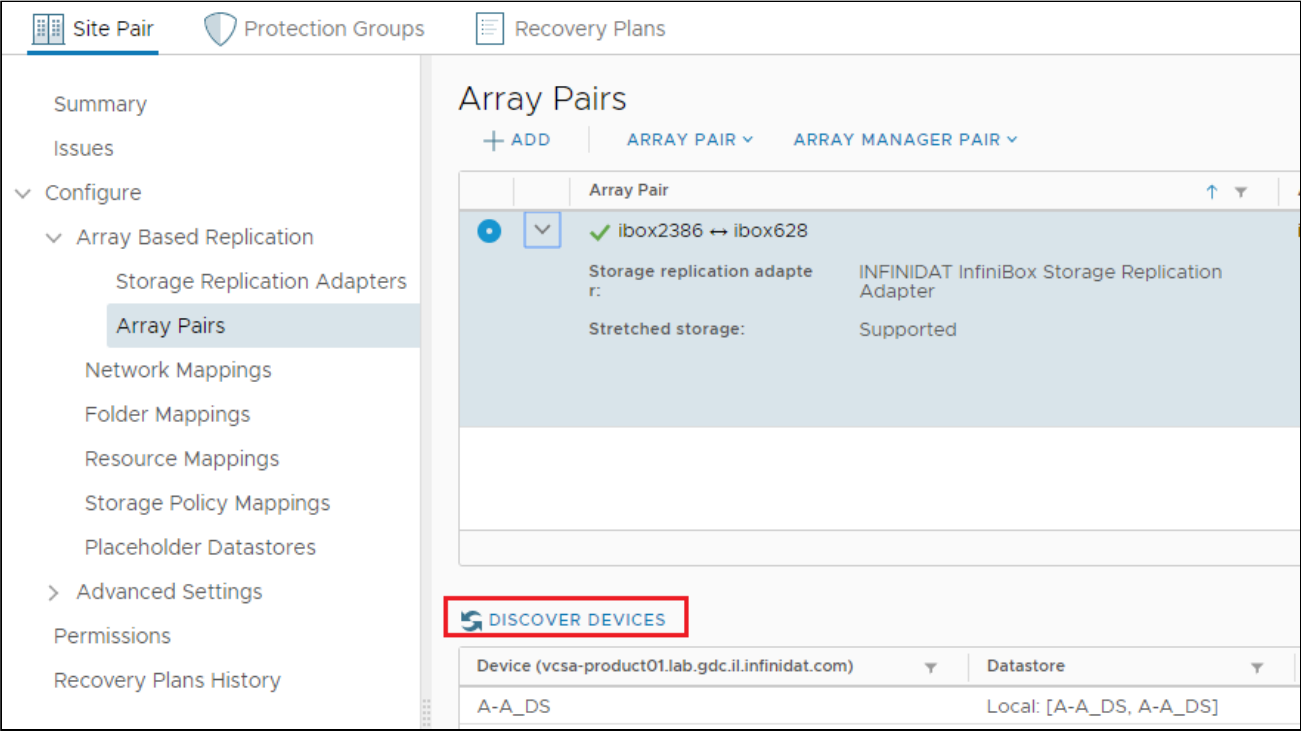 Site Pair Protection Groups Recovery Plans
Summary
Issues
Configure
Array Based Replication
Storage Replication Adapters
Array Pairs
Network Mappings
Folder Mappings
Resource Mappings
Storage Policy Mappings
Placeholder Datastores
Advanced Settings
Permissions
Recovery Plans History
Array Pairs
ADD ARRAY PAIR ARRAY MANAGER PAIR
Array Pair
ibox2386 ↔ ibox628
Storage replication adapte
r:
INFINIDAT InfiniBox Storage Replication
Adapter
Stretched storage: Supported
DISCOVER DEVICES
Device (vcsa-product01.lab.gdc.il.infinidat.com) Datastore
A-A_DS Local: [A-A_DS, A-A_DS]